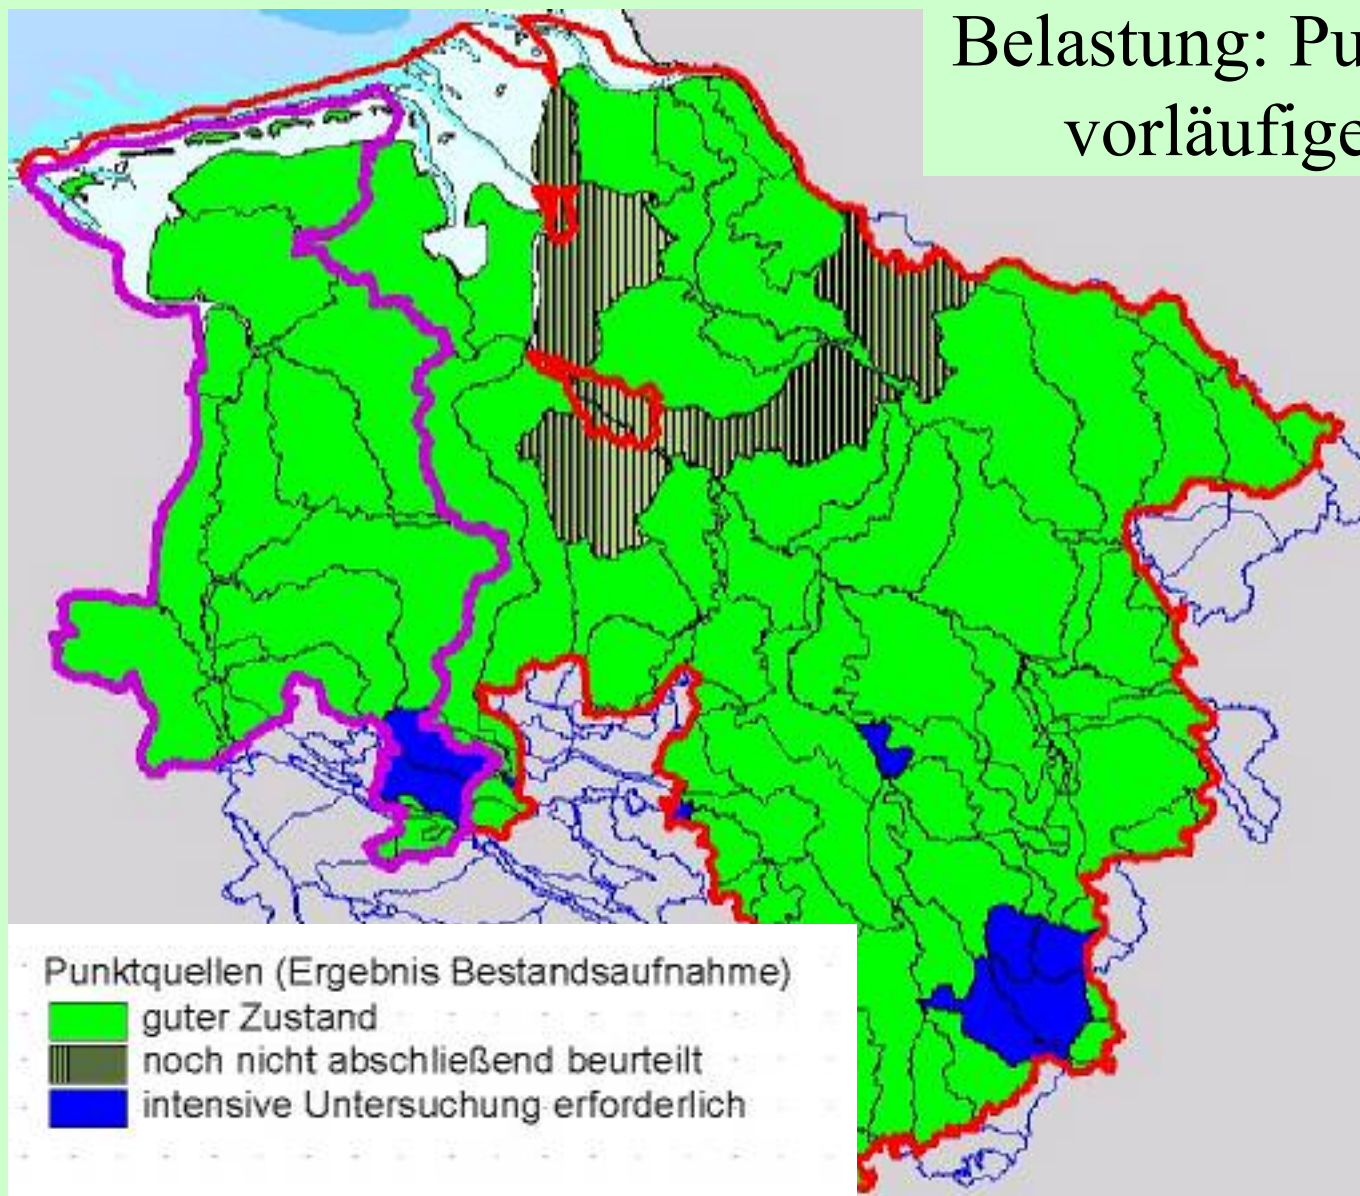 Belastung: Pu
vorläufige
Punktquellen (Ergebnis Bestandsaufnahme)
guter Zustand
noch nicht abschließend beurteilt
intensive Untersuchung erforderlich